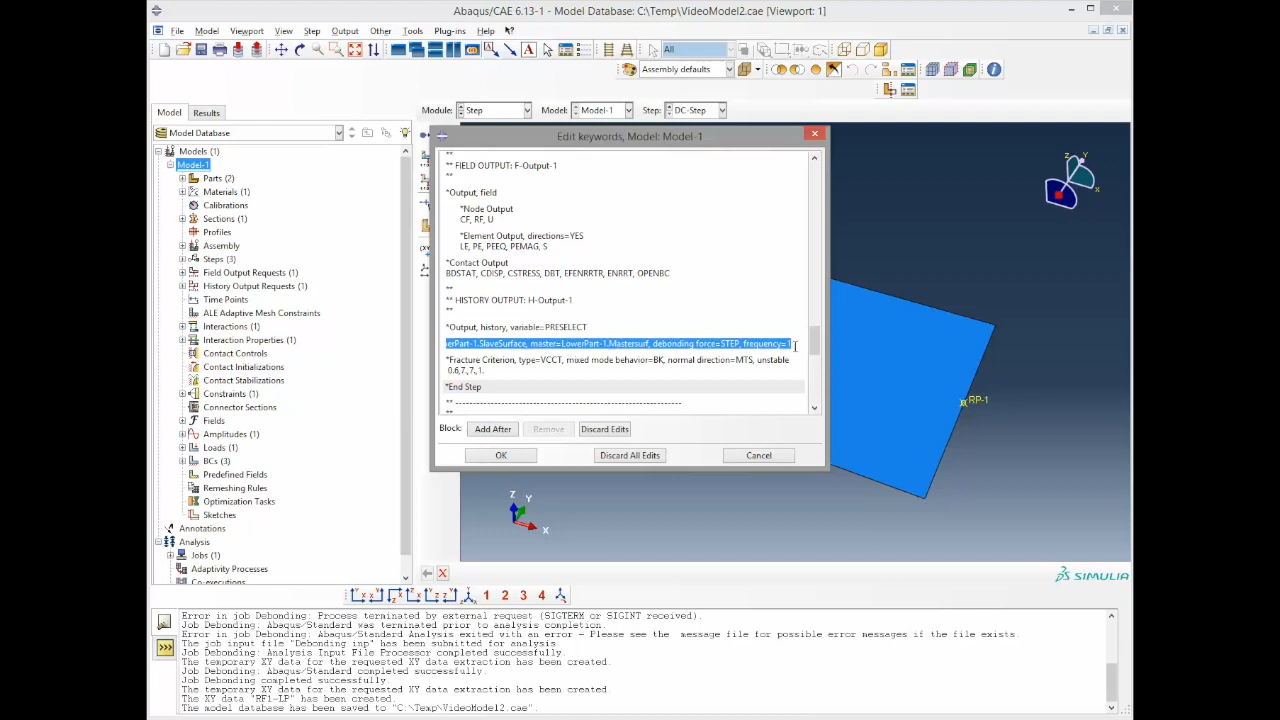 Abaqus/CAE 6.13-1 - Model Database: C:\Temp\VideoModel2.cae [Viewport: 1]
File Model Viewport View Step Output Other Tools Plug-ins Help
All
Assembly defaults
Model Results
Module: Step Model: Model-1 Step: DC-Step
Model Database
Edit keywords, Model: Model-1
Models (1)
Model-1
Parts (2)
Materials (1)
Calibrations
Sections (1)
Profiles
Assembly
Steps (3)
Field Output Requests (1)
History Output Requests (1)
Time Points
ALE Adaptive Mesh Constraints
Interactions (1)
Interaction Properties (1)
Contact Controls
Contact Initializations
Contact Stabilizations
Constraints (1)
Connector Sections
Fields
Amplitudes (1)
Loads (1)
BCs (3)
Predefined Fields
Remeshing Rules
Optimization Tasks
Sketches
Annotations
Analysis
Jobs (1)
Adaptivity Processes
Co-executions
**
** FIELD OUTPUT: F-Output-1
**
*Output, field
*Node Output
CF, RF, U
*Element Output, directions=YES
LE, PE, PEEQ, PEMAG, S
*Contact Output
BDSTAT, CDISP, CSTRESS, DBT, EFENRRTR, ENRRT, OPENBC
**
** HISTORY OUTPUT: H-Output-1
**
*Output, history, variable=PRESELECT
erPart-1.SlaveSurface, master=LowerPart-1.Mastersurf, debonding force=STEP, frequency=1
*Fracture Criterion, type=VCCT, mixed mode behavior=BK, normal direction=MTS, unstable
0.6,7.,7.,1.
*End Step
** ----------------------------------------------------------------
**
Block: Add After Remove Discard Edits
OK Discard All Edits Cancel
z Y
x
RP-1
Z
Y
X
SIMULIA
1 2 3 4
Error in job Debonding: Process terminated by external request (SIGTERM or SIGINT received).
Job Debonding: Abaqus/Standard was terminated prior to analysis completion.
Error in job Debonding: Abaqus/Standard Analysis exited with an error - Please see the message file for possible error messages if the file exists.
The job input file "Debonding.inp" has been submitted for analysis
Job Debonding: Analysis Input File Processor completed successfully.
The temporary XY data for the requested XY data extraction has been created.
Job Debonding: Abaqus/Standard completed successfully.
Job Debonding completed successfully.
The temporary XY data for the requested XY data extraction has been created.
The XY data "RF1-LP" has been created.
The model database has been saved to "C:\Temp\VideoModel2.cae".